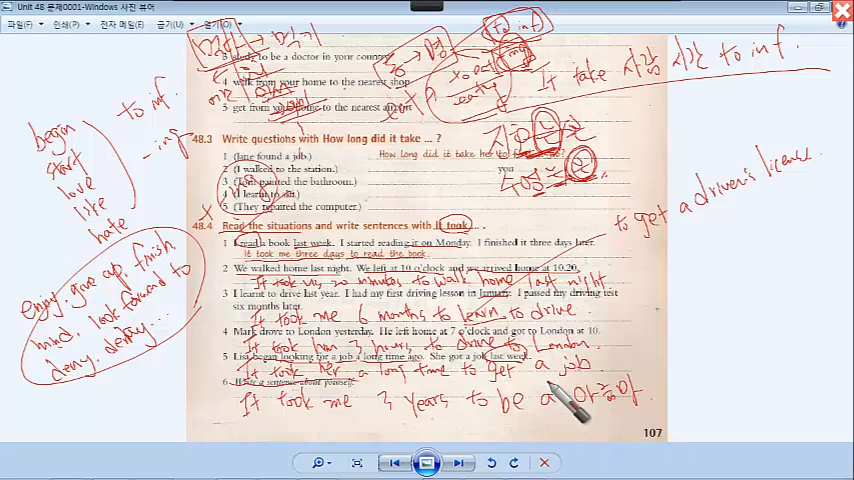 Unit 48 문제0001-Windows 사진 뷰어
파일(F) 인쇄(P) 전자 메일(E) 굽기(U) 열기(O)
to inf
3 study to be a doctor in your country
4 walk from your home to the nearest shop
5 get from your home to the nearest airport
It take 사람 시간 to inf.
to inf.
-ing
begin
start
love
like
hate
48.3 Write questions with How long did it take ... ?
1 (Jane found a job.) How long did it take her to find a job?
2 (I walked to the station.) you
3 (Tom painted the bathroom.)
4 (I learnt to ski.)
5 (They repaired the computer.)
X
48.4 Read the situations and write sentences with It took ... .
1 I read a book last week. I started reading it on Monday. I finished it three days later.
It took me three days to read the book.
2 We walked home last night. We left at 10 o'clock and we arrived home at 10.20.
It took us 20 minutes to walk home last night.
3 I learnt to drive last year. I had my first driving lesson in January. I passed my driving test
six months later.
It took me 6 months to learn to drive.
to get a driver's license.
4 Mark drove to London yesterday. He left home at 7 o'clock and got to London at 10.
It took him 3 hours to drive to London.
5 Lisa began looking for a job a long time ago. She got a job last week.
It took her a long time to get a job
6 Write a sentence about yourself.
It took me 3 years to be a
enjoy, give up, finish
mind, look forward to
deny, delay...
107